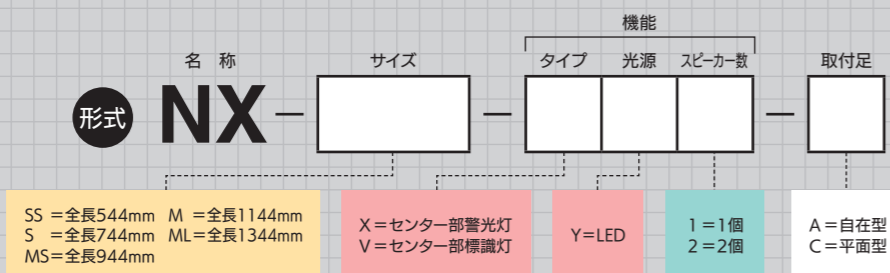 機能
名 称
サイズ
タイプ
光源
スピーカー数
取付足
形式 NX− − −
SS =全長544mm M =全長1144mm
S =全長744mm ML=全長1344mm
MS=全長944mm
X=センター部警光灯
V=センター部標識灯
Y=LED
1=1個
2=2個
A=自在型
C=平面型